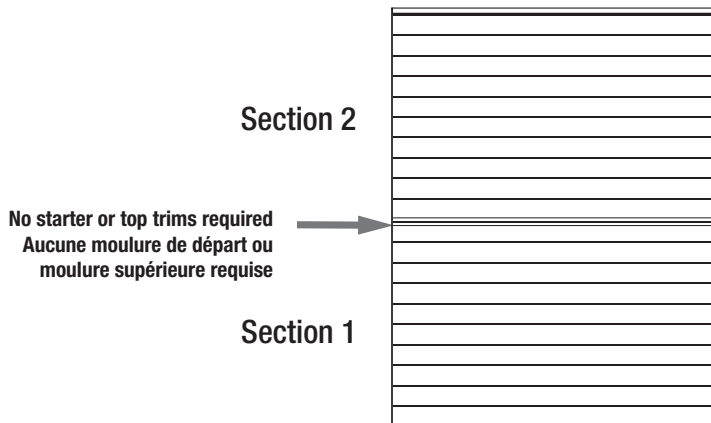 Section 2
No starter or top trims required
Aucune moulure de départ ou
moulure supérieure requise
Section 1